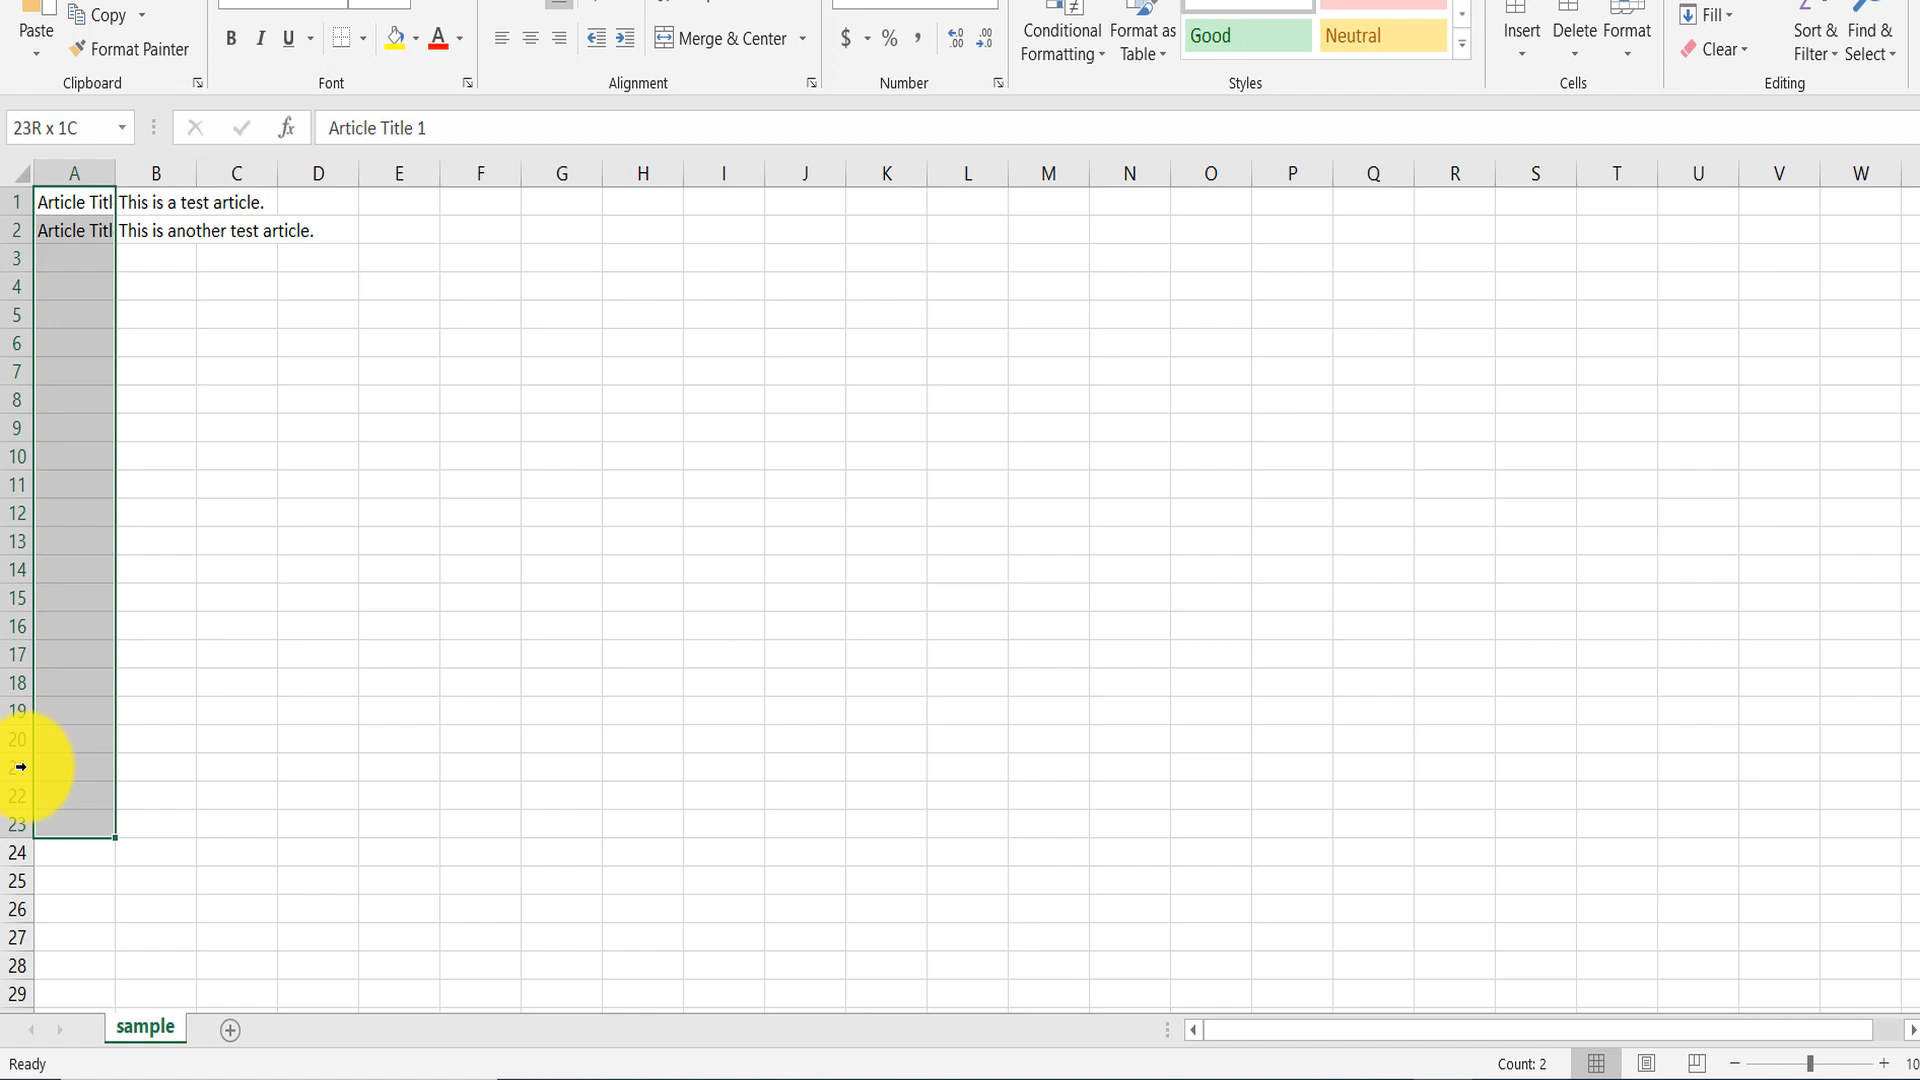 Copy
Paste
Format Painter
Clipboard
B I U A
Font
Merge & Center
Alignment
$ % ,
Number
Conditional Formatting
Format as Table
Good
Neutral
Styles
Insert
Delete
Format
Cells
Fill
Clear
Sort & Filter
Find & Select
Editing
23R x 1C
fx
Article Title 1
A B C D E F G H I J K L M N O P Q R S T U V W
1 Article Titl This is a test article.
2 Article Titl This is another test article.
3
4
5
6
7
8
9
10
11
12
13
14
15
16
17
18
19
20
22
23
24
25
26
27
28
29
sample
Ready
Count: 2
10